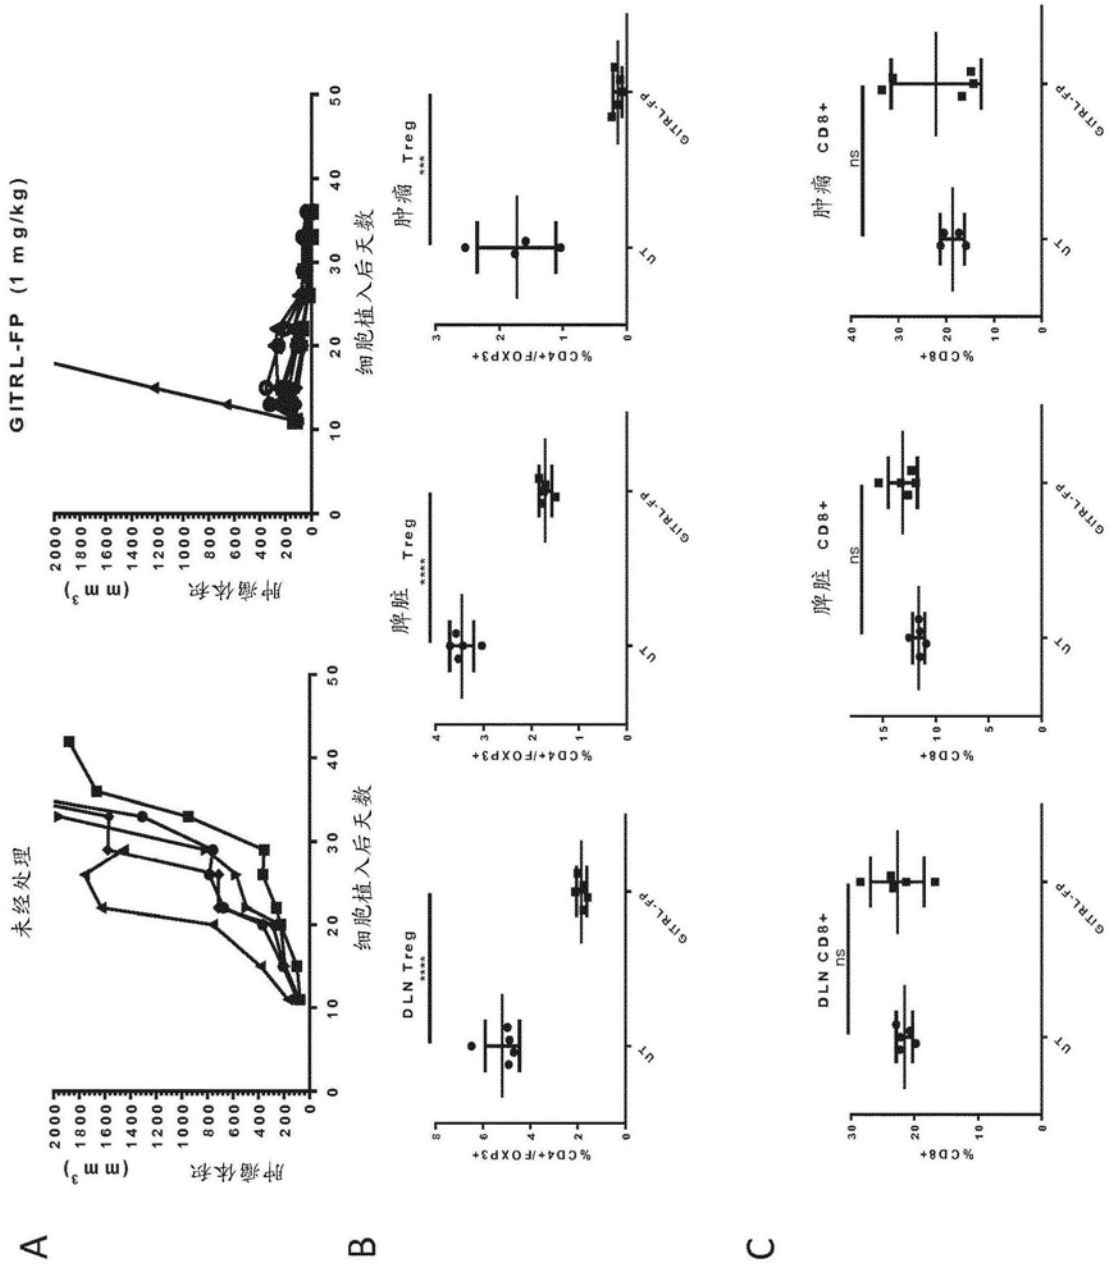 A
未经处理
肿瘤体积
(mm³)
2000
1800
1600
1400
1200
1000
800
600
400
200
0
0
10
20
30
40
50
细胞植入后天数
GITRL-FP (1 mg/kg)
肿瘤体积
(mm³)
2000
1800
1600
1400
1200
1000
800
600
400
200
0
0
10
20
30
40
50
细胞植入后天数
B
DLN Treg
****
%CD4+/FOXP3+
8
6
4
2
0
UT
GITRL-FP
脾脏 Treg
****
%CD4+/FOXP3+
4
3
2
1
0
UT
GITRL-FP
肿瘤 Treg
***
%CD4+/FOXP3+
3
2
1
0
UT
GITRL-FP
C
DLN CD8+
ns
%CD8+
30
20
10
0
UT
GITRL-FP
脾脏 CD8+
ns
%CD8+
15
10
5
0
UT
GITRL-FP
肿瘤 CD8+
ns
%CD8+
40
30
20
10
0
UT
GITRL-FP